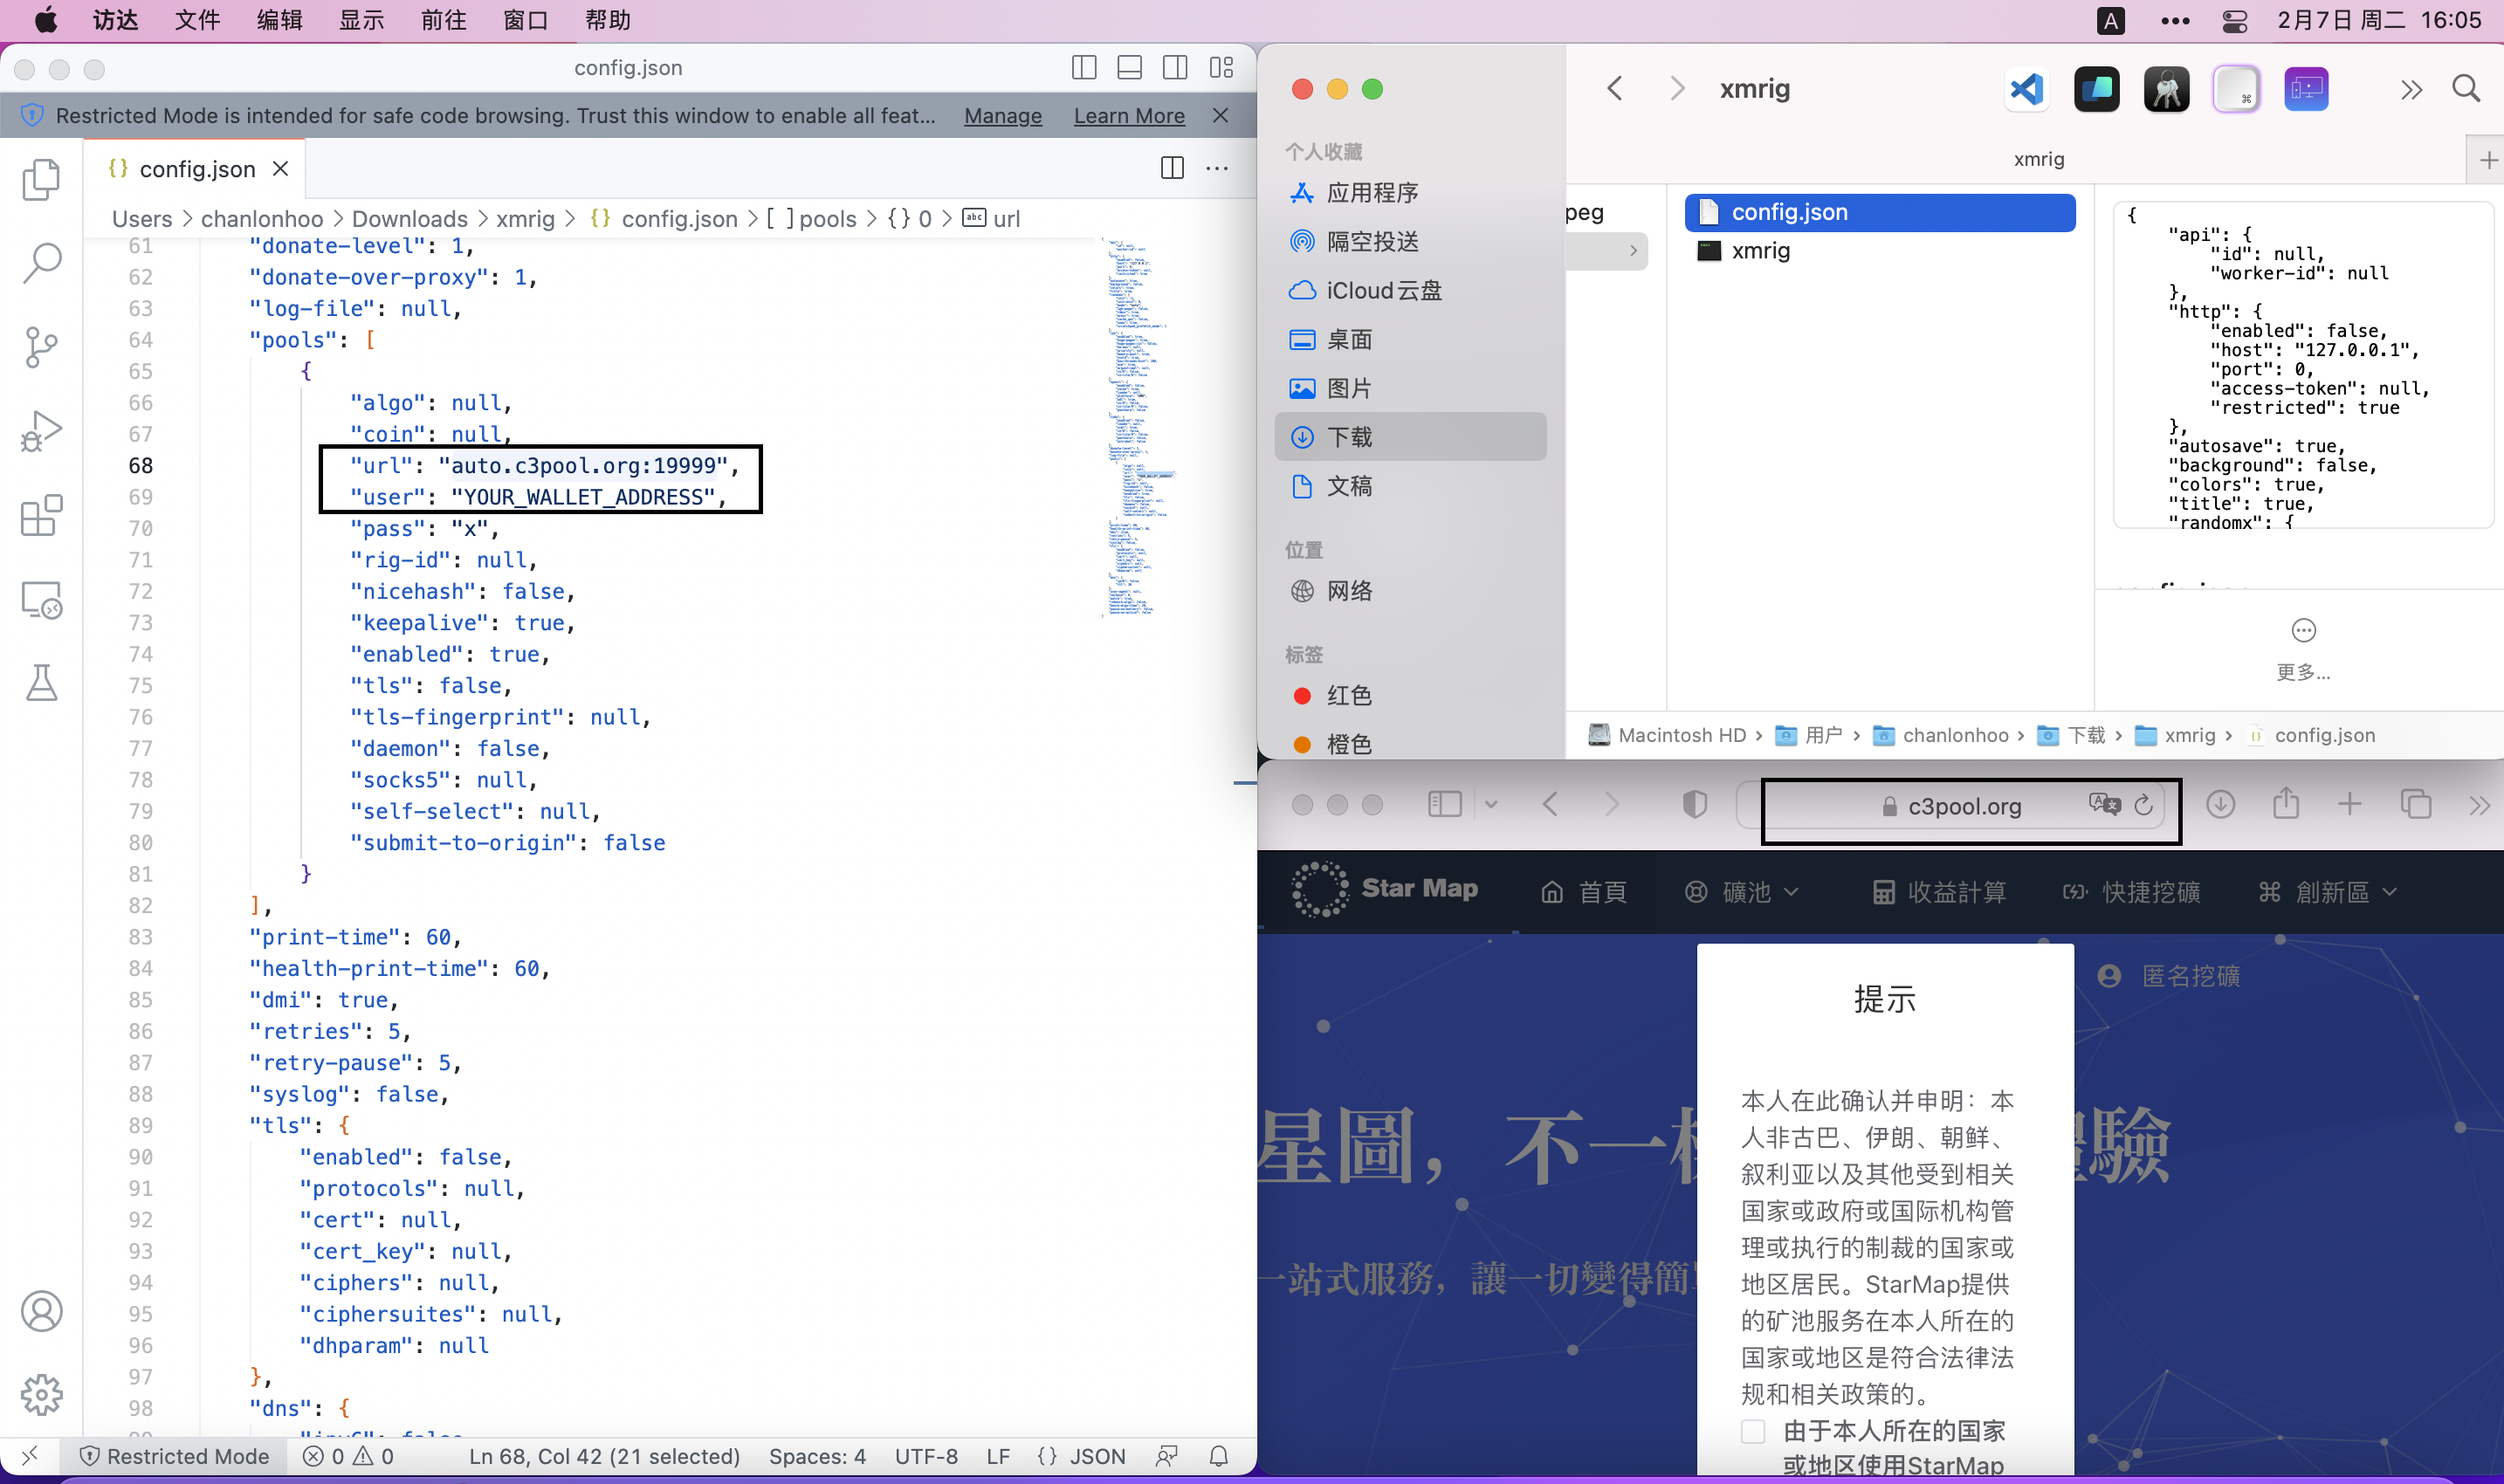 访达 文件 编辑 显示 前往 窗口 帮助
A 2月7日 周二 16:05
config.json
Restricted Mode is intended for safe code browsing. Trust this window to enable all feat... Manage Learn More
{} config.json
Users > chanlonhoo > Downloads > xmrig > {} config.json > [ ] pools > {} 0 > abc url
61 "donate-level": 1,
62 "donate-over-proxy": 1,
63 "log-file": null,
64 "pools": [
65 {
66 "algo": null,
67 "coin": null,
68 "url": "auto.c3pool.org:19999",
69 "user": "YOUR_WALLET_ADDRESS",
70 "pass": "x",
71 "rig-id": null,
72 "nicehash": false,
73 "keepalive": true,
74 "enabled": true,
75 "tls": false,
76 "tls-fingerprint": null,
77 "daemon": false,
78 "socks5": null,
79 "self-select": null,
80 "submit-to-origin": false
81 }
82 ],
83 "print-time": 60,
84 "health-print-time": 60,
85 "dmi": true,
86 "retries": 5,
87 "retry-pause": 5,
88 "syslog": false,
89 "tls": {
90 "enabled": false,
91 "protocols": null,
92 "cert": null,
93 "cert_key": null,
94 "ciphers": null,
95 "ciphersuites": null,
96 "dhparam": null
97 },
98 "dns": {
Restricted Mode 0 0 Ln 68, Col 42 (21 selected) Spaces: 4 UTF-8 LF {} JSON
xmrig
xmrig
个人收藏
应用程序
隔空投送
iCloud云盘
桌面
图片
下载
文稿
位置
网络
标签
红色
橙色
peg
config.json
xmrig
{
"api": {
"id": null,
"worker-id": null
},
"http": {
"enabled": false,
"host": "127.0.0.1",
"port": 0,
"access-token": null,
"restricted": true
},
"autosave": true,
"background": false,
"colors": true,
"title": true,
"randomx": {
更多...
Macintosh HD › 用户 › chanlonhoo › 下载 › xmrig › {} config.json
c3pool.org
Star Map 首頁 礦池 收益計算 快捷挖礦 創新區
匿名挖礦
星圖，不一
驗
一站式服務，讓一切變得簡
提示
本人在此确认并申明：本
人非古巴、伊朗、朝鲜、
叙利亚以及其他受到相关
国家或政府或国际机构管
理或执行的制裁的国家或
地区居民。StarMap提供
的矿池服务在本人所在的
国家或地区是符合法律法
规和相关政策的。
由于本人所在的国家
或地区使用StarMap